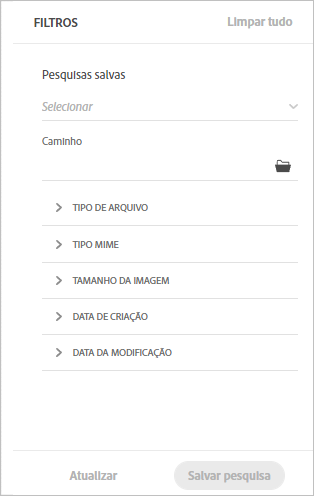 FILTROS Limpar tudo
Pesquisas salvas
Selecionar
Caminho
TIPO DE ARQUIVO
TIPO MIME
TAMANHO DA IMAGEM
DATA DE CRIAÇÃO
DATA DA MODIFICAÇÃO
Atualizar Salvar pesquisa